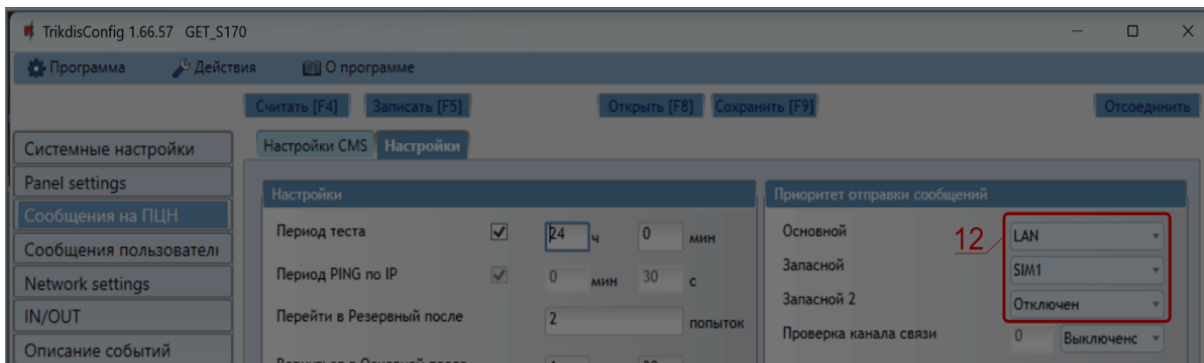 TrikdisConfig 1.66.57 GET_S170
Программа Действия О программе
Считать [F4] Записать [F5] Открыть [F8] Сохранить [F9] Отсоединить
Системные настройки
Panel settings
Сообщения на ПЦН
Сообщения пользовател
Network settings
IN/OUT
Описание событий
Настройки CMS Настройки
Настройки
Период теста 24 ч 0 мин
Период PING по IP 0 мин 30 с
Перейти в Резервный после 2 попыток
Приоритет отправки сообщений
12
Основной LAN
Запасной SIM1
Запасной 2 Отключен
Проверка канала связи 0 Выключенс